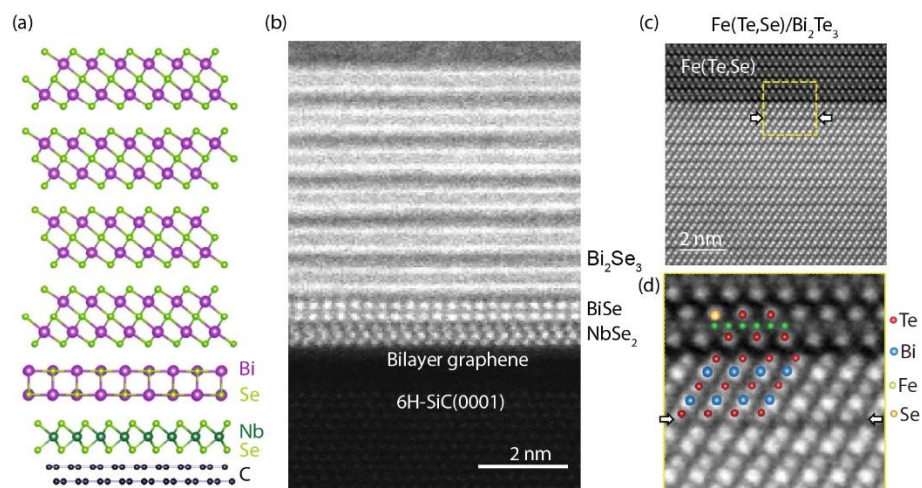 (a)
Bi
Se
Nb
Se
C
(b)
Bi₂Se₃
BiSe
NbSe₂
Bilayer graphene
6H-SiC(0001)
2 nm
(c)
Fe(Te,Se)/Bi₂Te₃
Fe(Te,Se)
2 nm
(d)
Te
Bi
Fe
Se